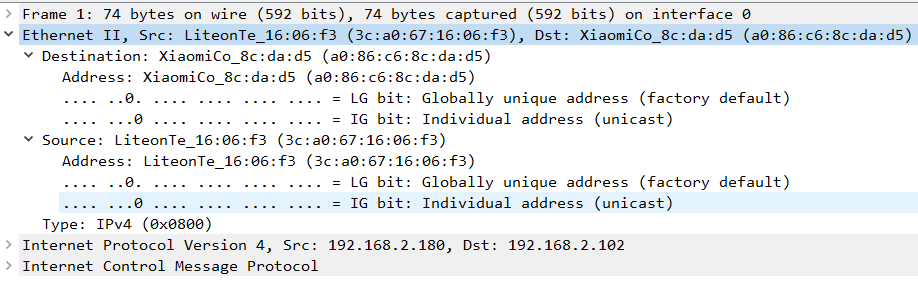 Frame 1: 74 bytes on wire (592 bits), 74 bytes captured (592 bits) on interface 0
Ethernet II, Src: LiteonTe_16:06:f3 (3c:a0:67:16:06:f3), Dst: XiaomiCo_8c:da:d5 (a0:86:c6:8c:da:d5)
Destination: XiaomiCo_8c:da:d5 (a0:86:c6:8c:da:d5)
Address: XiaomiCo_8c:da:d5 (a0:86:c6:8c:da:d5)
.... ..0. .... .... .... .... = LG bit: Globally unique address (factory default)
.... ...0 .... .... .... .... = IG bit: Individual address (unicast)
Source: LiteonTe_16:06:f3 (3c:a0:67:16:06:f3)
Address: LiteonTe_16:06:f3 (3c:a0:67:16:06:f3)
.... ..0. .... .... .... .... = LG bit: Globally unique address (factory default)
.... ...0 .... .... .... .... = IG bit: Individual address (unicast)
Type: IPv4 (0x0800)
Internet Protocol Version 4, Src: 192.168.2.180, Dst: 192.168.2.102
Internet Control Message Protocol